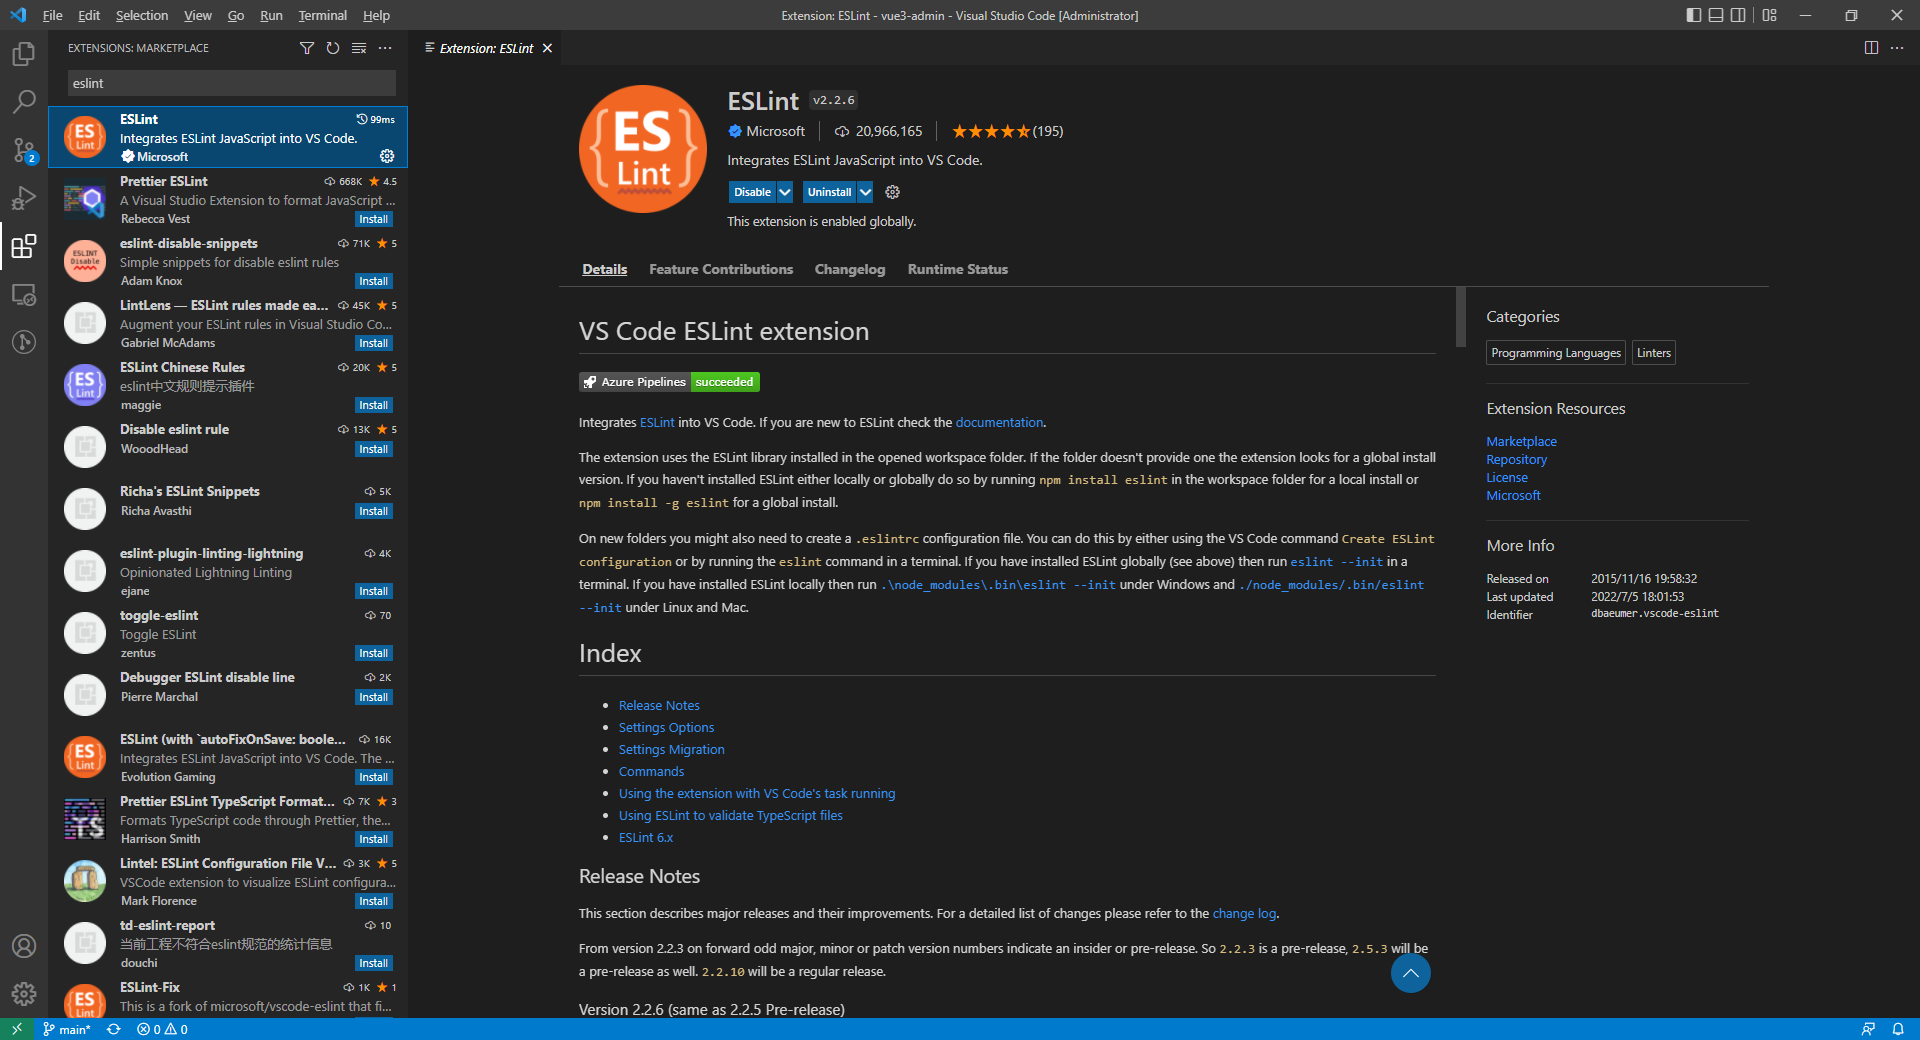 File Edit Selection View Go Run Terminal Help
Extension: ESLint - vue3-admin - Visual Studio Code [Administrator]
EXTENSIONS: MARKETPLACE
eslint
ESLint 99ms
Integrates ESLint JavaScript into VS Code.
Microsoft
Prettier ESLint 668K 4.5
A Visual Studio Extension to format JavaScript ...
Rebecca Vest Install
eslint-disable-snippets 71K 5
Simple snippets for disable eslint rules
Adam Knox Install
LintLens — ESLint rules made ea... 45K 5
Augment your ESLint rules in Visual Studio Co...
Gabriel McAdams Install
ESLint Chinese Rules 20K 5
eslint中文规则提示插件
maggie Install
Disable eslint rule 13K 5
WooodHead Install
Richa's ESLint Snippets 5K
Richa Avasthi Install
eslint-plugin-linting-lightning 4K
Opinionated Lightning Linting
ejane Install
toggle-eslint 70
Toggle ESLint
zentus Install
Debugger ESLint disable line 2K
Pierre Marchal Install
ESLint (with `autoFixOnSave: boole... 16K
Integrates ESLint JavaScript into VS Code. The ...
Evolution Gaming Install
Prettier ESLint TypeScript Format... 7K 3
Formats TypeScript code through Prettier, the...
Harrison Smith Install
Lintel: ESLint Configuration File V... 3K 5
VSCode extension to visualize ESLint configura...
Mark Florence Install
td-eslint-report 10
当前工程不符合eslint规范的统计信息
douchi Install
ESLint-Fix 1K 1
This is a fork of microsoft/vscode-eslint that fi...
Extension: ESLint
ES
Lint
ESLint v2.2.6
Microsoft 20,966,165 (195)
Integrates ESLint JavaScript into VS Code.
Disable Uninstall
This extension is enabled globally.
Details Feature Contributions Changelog Runtime Status
VS Code ESLint extension
Azure Pipelines succeeded
Integrates ESLint into VS Code. If you are new to ESLint check the documentation.
The extension uses the ESLint library installed in the opened workspace folder. If the folder doesn't provide one the extension looks for a global install
version. If you haven't installed ESLint either locally or globally do so by running npm install eslint in the workspace folder for a local install or
npm install -g eslint for a global install.
On new folders you might also need to create a .eslintrc configuration file. You can do this by either using the VS Code command Create ESLint
configuration or by running the eslint command in a terminal. If you have installed ESLint globally (see above) then run eslint --init in a
terminal. If you have installed ESLint locally then run .\node_modules\.bin\eslint --init under Windows and ./node_modules/.bin/eslint
--init under Linux and Mac.
Index
Release Notes
Settings Options
Settings Migration
Commands
Using the extension with VS Code's task running
Using ESLint to validate TypeScript files
ESLint 6.x
Release Notes
This section describes major releases and their improvements. For a detailed list of changes please refer to the change log.
From version 2.2.3 on forward odd major, minor or patch version numbers indicate an insider or pre-release. So 2.2.3 is a pre-release, 2.5.3 will be
a pre-release as well. 2.2.10 will be a regular release.
Version 2.2.6 (same as 2.2.5 Pre-release)
Categories
Programming Languages Linters
Extension Resources
Marketplace
Repository
License
Microsoft
More Info
Released on 2015/11/16 19:58:32
Last updated 2022/7/5 18:01:53
Identifier dbaeumer.vscode-eslint
main* 0 0
2